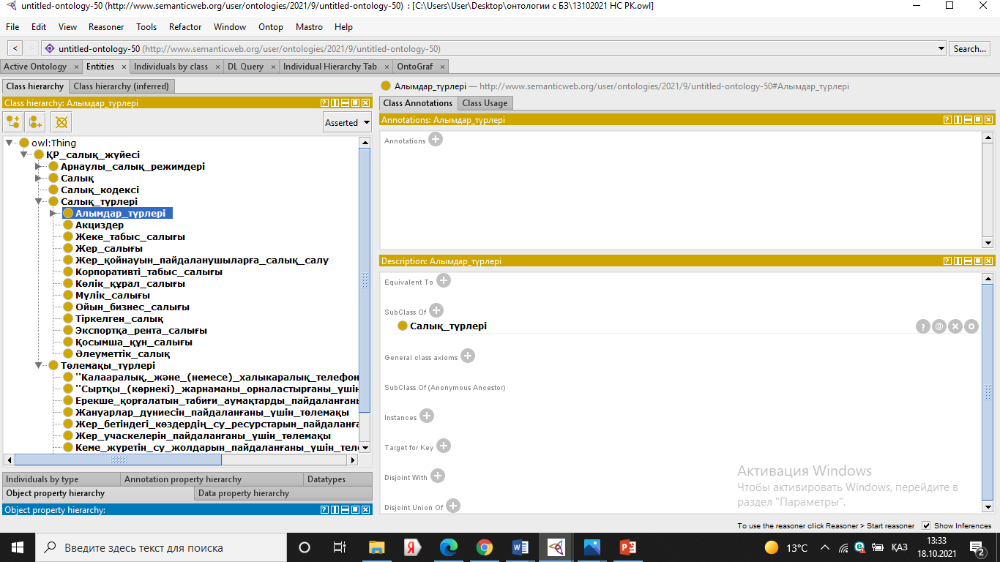 untitled-ontology-50 (http://www.semanticweb.org/user/ontologies/2021/9/untitled-ontology-50) : [C:\Users\User\Desktop\онтологии с БЗ\13102021 НС РК.owl]
File Edit View Reasoner Tools Refactor Window Ontop Mastro Help
< > untitled-ontology-50 (http://www.semanticweb.org/user/ontologies/2021/9/untitled-ontology-50) Search...
Active Ontology × Entities × Individuals by class × DL Query × Individual Hierarchy Tab × OntoGraf ×
Class hierarchy Class hierarchy (inferred)
Class hierarchy: Алымдар_түрлері
Asserted
owl:Thing
ҚР_салық_жүйесі
Арнаулы_салық_режимдері
Салық
Салық_кодексі
Салық_түрлері
Алымдар_түрлері
Акциздер
Жеке_табыс_салығы
Жер_салығы
Жер_қойнауын_пайдаланушыларға_салық_салу
Корпоративті_табыс_салығы
Көлік_құрал_салығы
Мүлік_салығы
Ойын_бизнес_салығы
Тіркелген_салық
Экспортқа_рента_салығы
Қосымша_құн_салығы
Әлеуметтік_салық
Төлемақы_түрлері
"Калааралық,_және_(немесе)_халыкаралық_телефон
"Сыртқы_(көрнекі)_жарнаманы_орналастырғаны_үшін
Ерекше_қорғалатын_табиғи_аумақтарды_пайдаланғаны
Жануарлар_дүниесін_пайдаланғаны_үшін_төлемақы
Жер_бетіндегі_көздердің_су_ресурстарын_пайдаланға
Жер_учаскелерін_пайдаланғаны_үшін_төлемақы
Кеме_жүретін_су_жолдарын_пайдаланғаны_үшін_төле
Individuals by type Annotation property hierarchy Datatypes
Object property hierarchy Data property hierarchy
Object property hierarchy:
Алымдар_түрлері — http://www.semanticweb.org/user/ontologies/2021/9/untitled-ontology-50#Алымдар_түрлері
Class Annotations Class Usage
Annotations: Алымдар_түрлері
Annotations
Description: Алымдар_түрлері
Equivalent To
SubClass Of
Салық_түрлері
General class axioms
SubClass Of (Anonymous Ancestor)
Instances
Target for Key
Disjoint With
Disjoint Union Of
Активация Windows
Чтобы активировать Windows, перейдите в
раздел "Параметры".
To use the reasoner click Reasoner > Start reasoner Show Inferences
Введите здесь текст для поиска
13°C ҚАЗ 13:33
18.10.2021 2